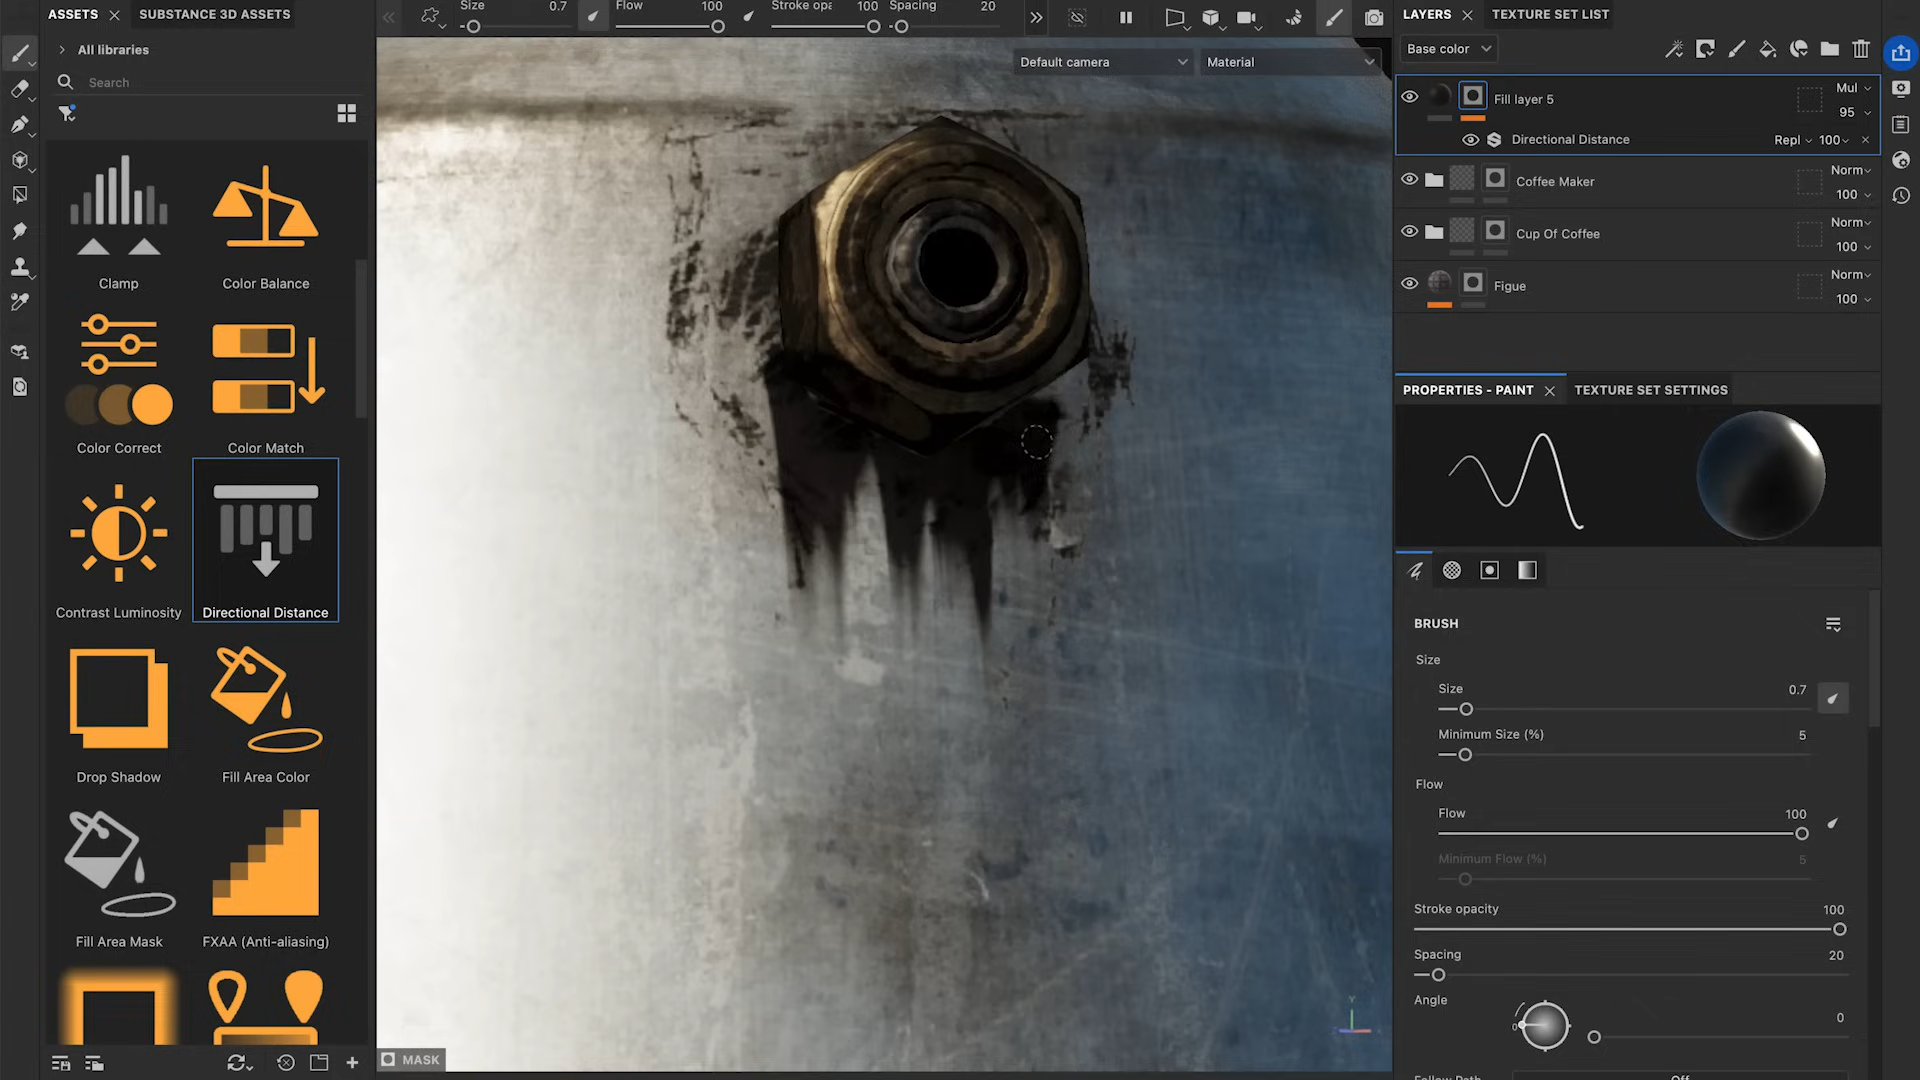 ASSETS
SUBSTANCE 3D ASSETS
All libraries
Search
Clamp
Color Balance
Color Correct
Color Match
Contrast Luminosity
Directional Distance
Drop Shadow
Fill Area Color
Fill Area Mask
FXAA (Anti-aliasing)
Size 0.7
Flow 100
Stroke opa 100
Spacing 20
Default camera
Material
MASK
Y
LAYERS
TEXTURE SET LIST
Base color
Fill layer 5
Mul
95
Directional Distance
Repl
100
Coffee Maker
Norm
100
Cup Of Coffee
Norm
100
Figue
Norm
100
PROPERTIES - PAINT
TEXTURE SET SETTINGS
BRUSH
Size
Size 0.7
Minimum Size (%) 5
Flow
Flow 100
Minimum Flow (%) 5
Stroke opacity 100
Spacing 20
Angle
0
0
Follow Path Off